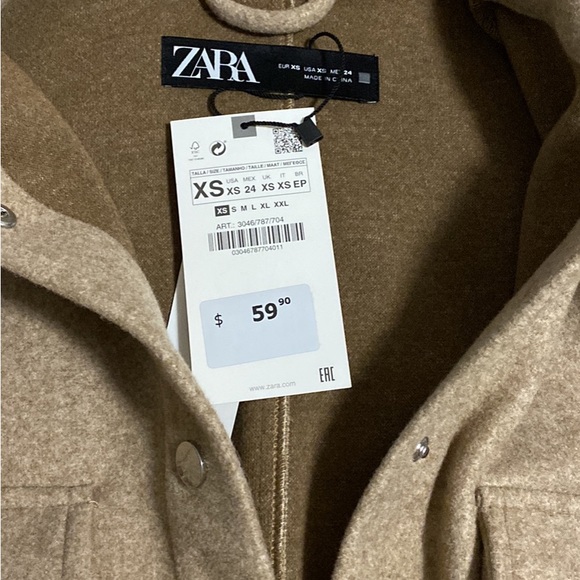 ZARA
EUR XS USA XS MEX 24
MADE IN CHINA
TALLA / SIZE / TAMANHO / TAILLE / MAAT / MEFEDCE
XS
USA MEX UK IT BR
XS 24 XS XS EP
XS S M L XL XXL
ART.: 3046/787/704
03046787704011
$ 59 90
www.zara.com
EAC